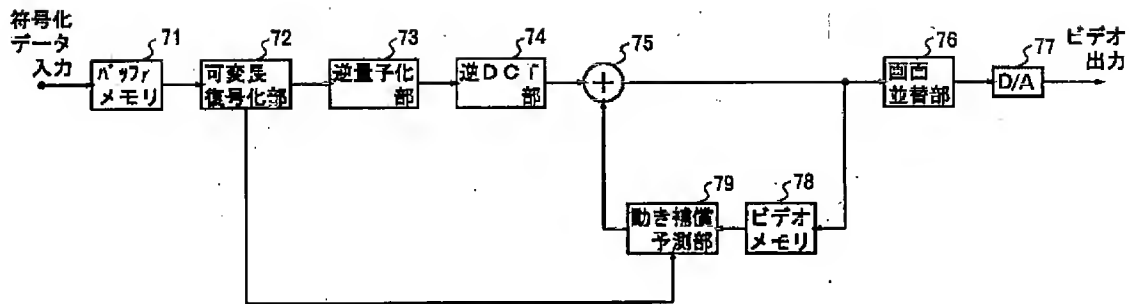 符号化
データ
入力
71
バッファ
メモリ
72
可変長
復号化部
73
逆量子化
部
74
逆DCT
部
75
+
76
画面
並替部
77
D/A
ビデオ
出力
79
動き補償
予測部
78
ビデオ
メモリ